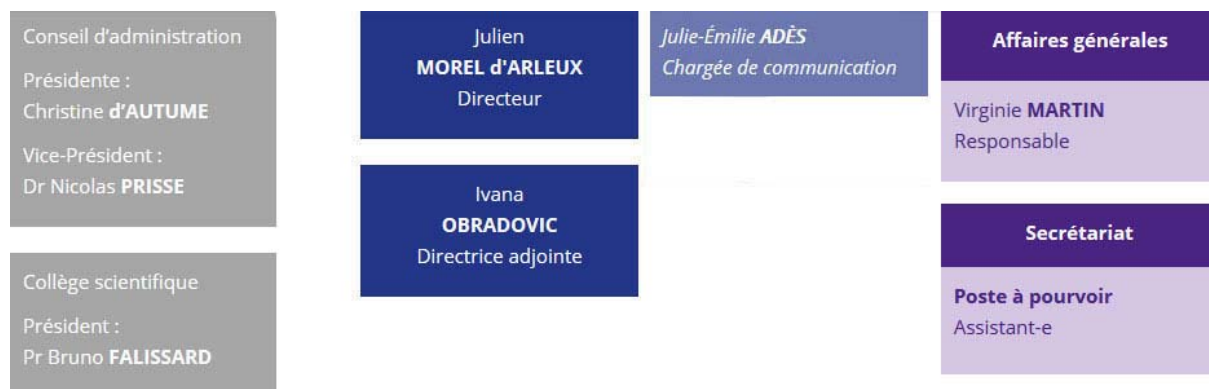 Conseil d'administration
Présidente :
Christine d'AUTUME
Vice-Président :
Dr Nicolas PRISSE
Collège scientifique
Président :
Pr Bruno FALISSARD
Julien
MOREL d'ARLEUX
Directeur
Ivana
OBRADOVIC
Directrice adjointe
Julie-Émilie ADÈS
Chargée de communication
Affaires générales
Virginie MARTIN
Responsable
Secrétariat
Poste à pourvoir
Assistant-e